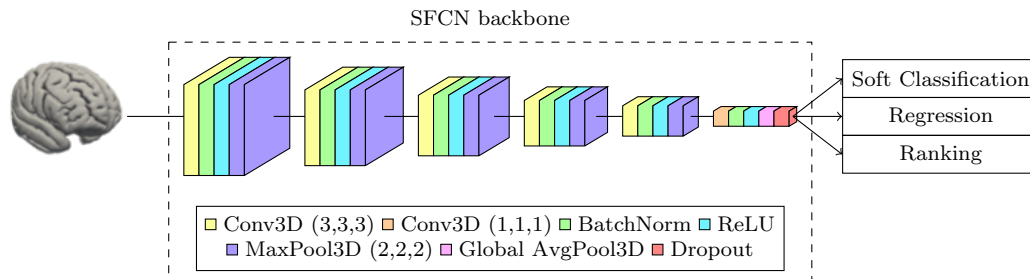 SFCN backbone
Soft Classification
Regression
Ranking
Conv3D (3,3,3) Conv3D (1,1,1) BatchNorm ReLU
MaxPool3D (2,2,2) Global AvgPool3D Dropout